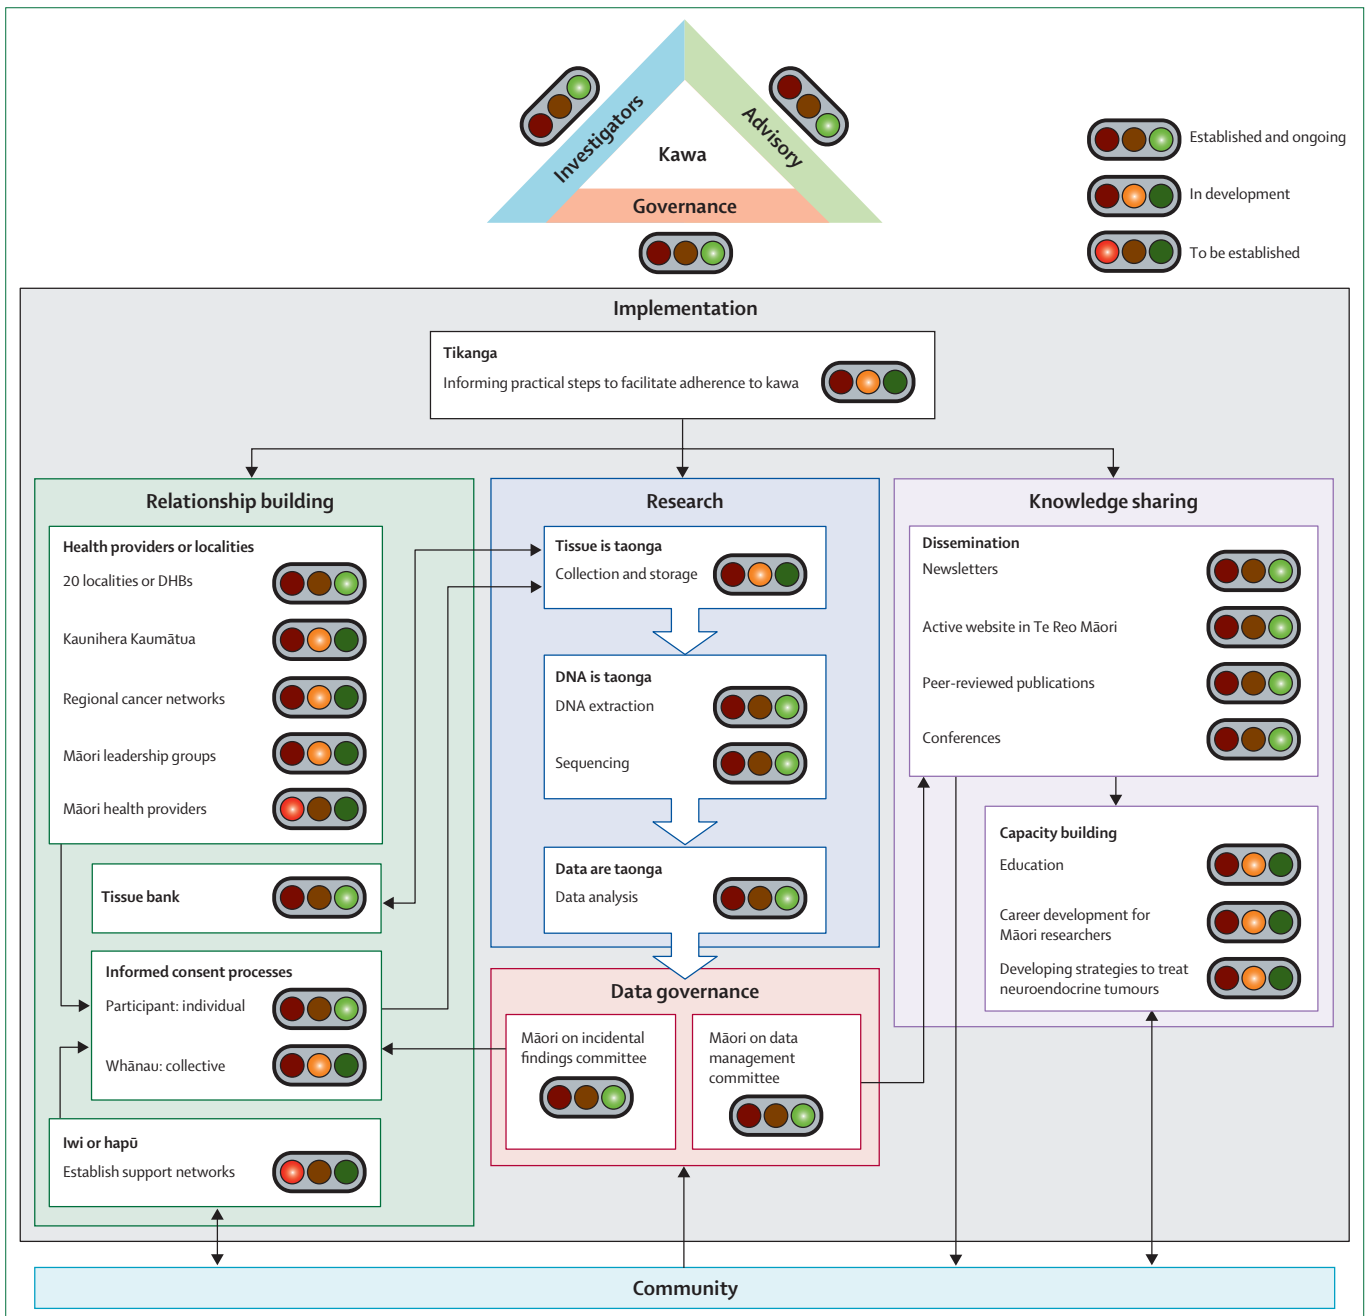 Investigators
Advisory
Kawa
Governance
Established and ongoing
In development
To be established
Implementation
Tikanga
Informing practical steps to facilitate adherence to kawa
Relationship building
Health providers or localities
20 localities or DHBs
Kaunihera Kaumātua
Regional cancer networks
Māori leadership groups
Māori health providers
Tissue bank
Informed consent processes
Participant: individual
Whānau: collective
Iwi or hapū
Establish support networks
Research
Tissue is taonga
Collection and storage
DNA is taonga
DNA extraction
Sequencing
Data are taonga
Data analysis
Data governance
Māori on incidental
findings committee
Māori on data
management
committee
Knowledge sharing
Dissemination
Newsletters
Active website in Te Reo Māori
Peer-reviewed publications
Conferences
Capacity building
Education
Career development for
Māori researchers
Developing strategies to treat
neuroendocrine tumours
Community